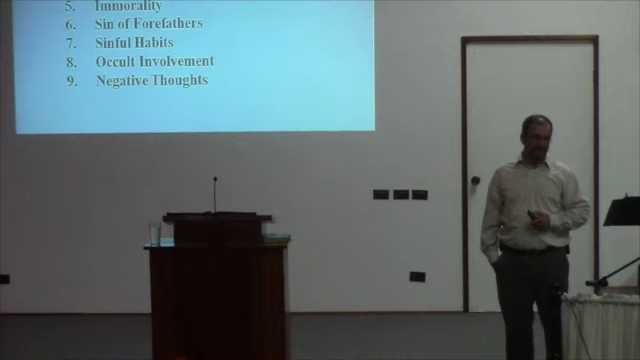 5. Immorality
6. Sin of Forefathers
7. Sinful Habits
8. Occult Involvement
9. Negative Thoughts